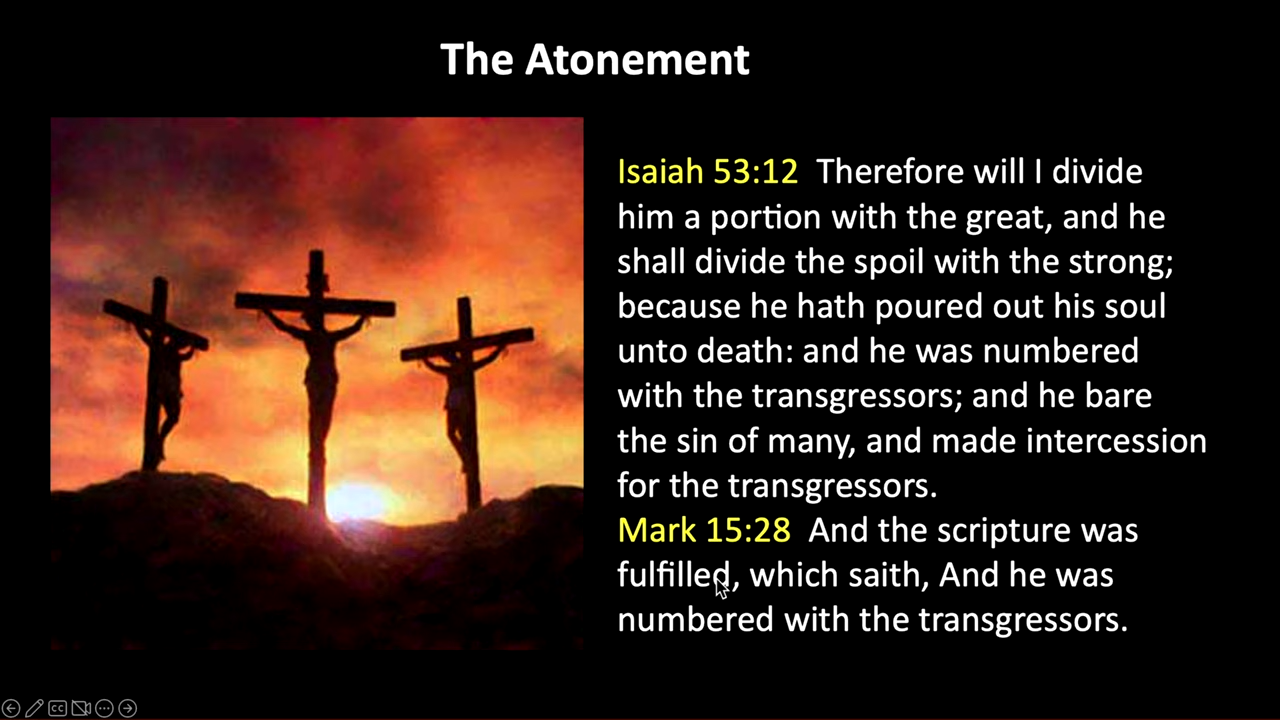 The Atonement
Isaiah 53:12 Therefore will I divide
him a portion with the great, and he
shall divide the spoil with the strong;
because he hath poured out his soul
unto death: and he was numbered
with the transgressors; and he bare
the sin of many, and made intercession
for the transgressors.
Mark 15:28 And the scripture was
fulfilled, which saith, And he was
numbered with the transgressors.